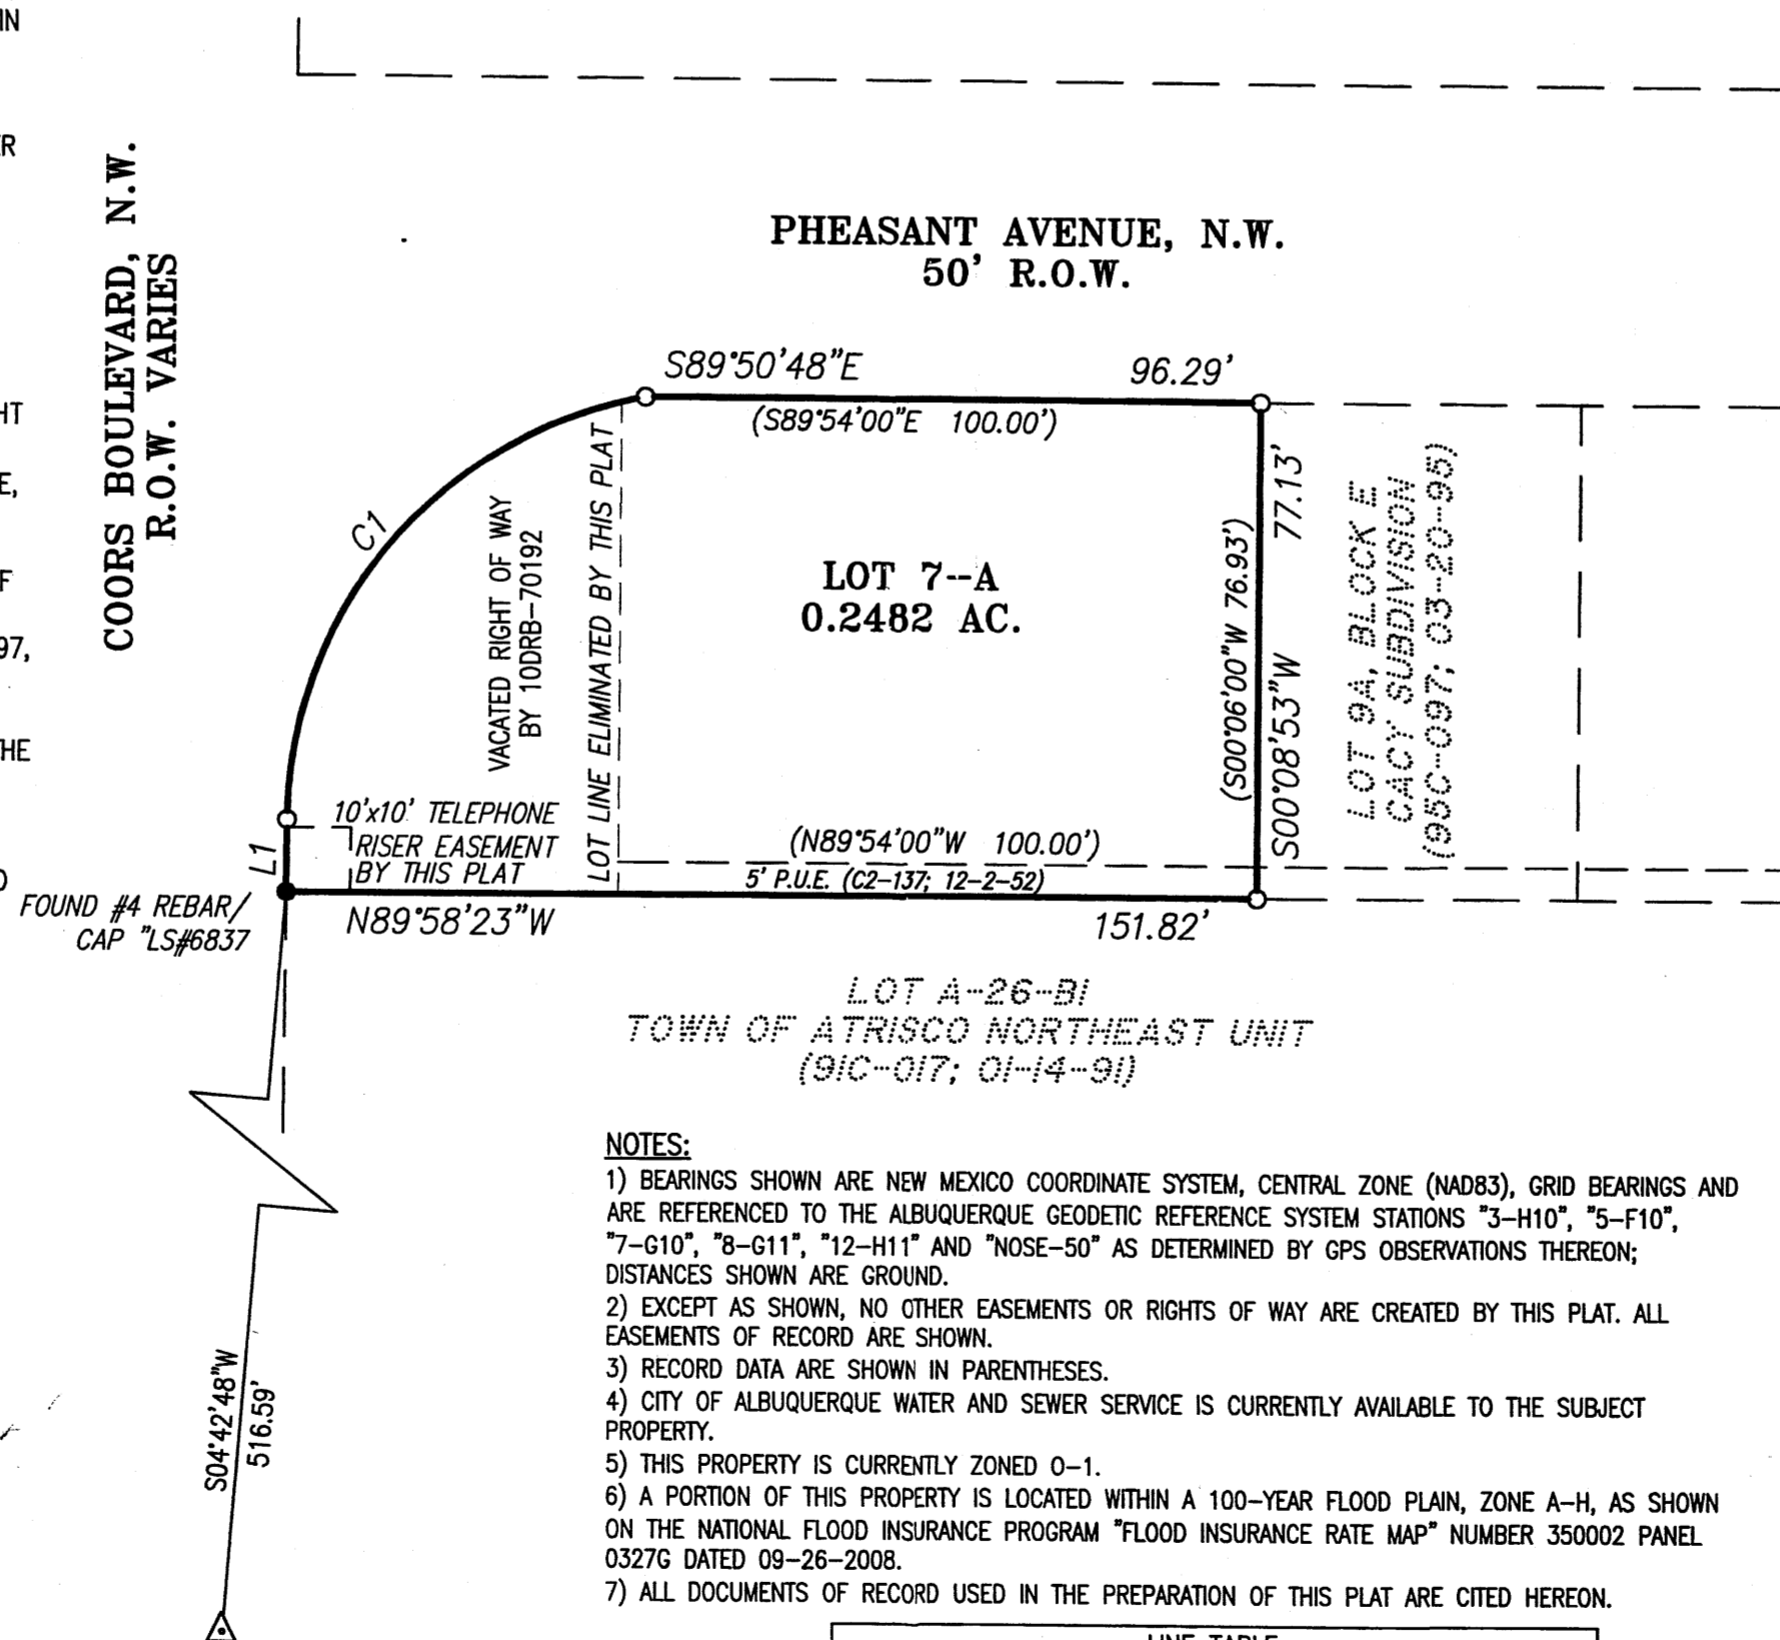 IN
ER
HT
E,
F
97,
THE
COORS BOULEVARD, N.W.
R.O.W. VARIES
PHEASANT AVENUE, N.W.
50' R.O.W.
S89°50'48"E 96.29'
(S89°54'00"E 100.00')
C1
VACATED RIGHT OF WAY
BY 10DRB-70192
LOT LINE ELIMINATED BY THIS PLAT
LOT 7--A
0.2482 AC.
(S00°06'00"W 76.93')
S00°08'53"W 77.13'
LOT 9A, BLOCK E
CACY SUBDIVISION
(95C-097; 03-20-95)
10'x10' TELEPHONE
RISER EASEMENT
BY THIS PLAT
L1
(N89°54'00"W 100.00')
5' P.U.E. (C2-137; 12-2-52)
FOUND #4 REBAR/
CAP "LS#6837
N89°58'23"W 151.82'
LOT A-26-B1
TOWN OF ATRISCO NORTHEAST UNIT
(91C-017; 01-14-91)
S04°42'48"W
516.59'
NOTES:
1) BEARINGS SHOWN ARE NEW MEXICO COORDINATE SYSTEM, CENTRAL ZONE (NAD83), GRID BEARINGS AND
ARE REFERENCED TO THE ALBUQUERQUE GEODETIC REFERENCE SYSTEM STATIONS "3-H10", "5-F10",
"7-G10", "8-G11", "12-H11" AND "NOSE-50" AS DETERMINED BY GPS OBSERVATIONS THEREON;
DISTANCES SHOWN ARE GROUND.
2) EXCEPT AS SHOWN, NO OTHER EASEMENTS OR RIGHTS OF WAY ARE CREATED BY THIS PLAT. ALL
EASEMENTS OF RECORD ARE SHOWN.
3) RECORD DATA ARE SHOWN IN PARENTHESES.
4) CITY OF ALBUQUERQUE WATER AND SEWER SERVICE IS CURRENTLY AVAILABLE TO THE SUBJECT
PROPERTY.
5) THIS PROPERTY IS CURRENTLY ZONED O-1.
6) A PORTION OF THIS PROPERTY IS LOCATED WITHIN A 100-YEAR FLOOD PLAIN, ZONE A-H, AS SHOWN
ON THE NATIONAL FLOOD INSURANCE PROGRAM "FLOOD INSURANCE RATE MAP" NUMBER 350002 PANEL
0327G DATED 09-26-2008.
7) ALL DOCUMENTS OF RECORD USED IN THE PREPARATION OF THIS PLAT ARE CITED HEREON.
LINE TABLE